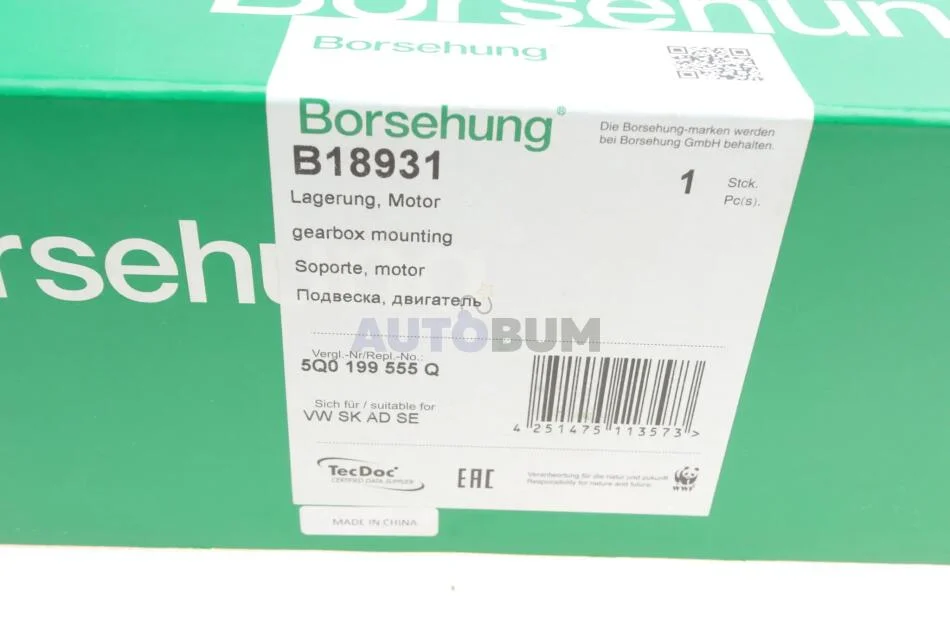 Borsehung
Borsehung
Borsehung®
Die Borsehung-marken werden
bei Borsehung GmbH behalten.
B18931
1 Stck.
Pc(s).
Lagerung, Motor
gearbox mounting
Soporte, motor
Подвеска, двигатель
rsehu
AUTOBUM
Vergl.-Nr/Repl.-No.:
5Q0 199 555 Q
Sich für / suitable for
VW SK AD SE
4 251475 113573 >
TecDoc
CERTIFIED DATA SUPPLIER
EAC
Verantwortung für die natur und zukunft
Responsibility for nature and future.
WWF
MADE IN CHINA